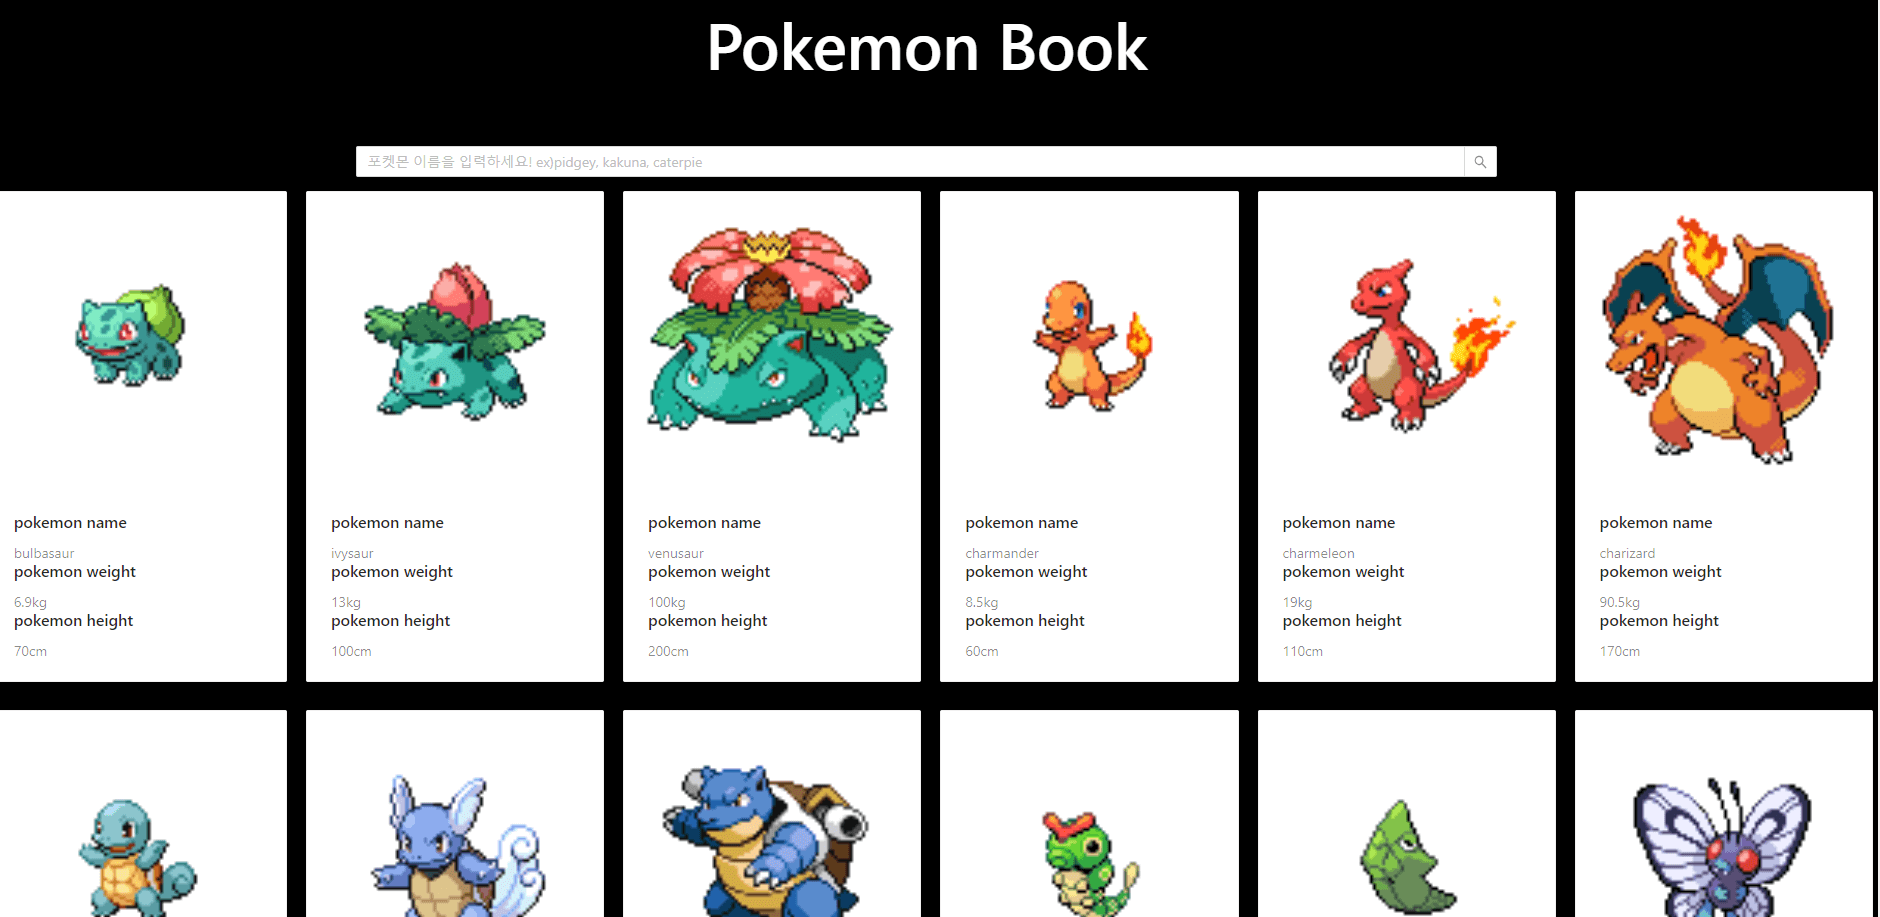 Pokemon Book
포켓몬 이름을 입력하세요! ex)pidgey, kakuna, caterpie
pokemon name
bulbasaur
pokemon weight
6.9kg
pokemon height
70cm
pokemon name
ivysaur
pokemon weight
13kg
pokemon height
100cm
pokemon name
venusaur
pokemon weight
100kg
pokemon height
200cm
pokemon name
charmander
pokemon weight
8.5kg
pokemon height
60cm
pokemon name
charmeleon
pokemon weight
19kg
pokemon height
110cm
pokemon name
charizard
pokemon weight
90.5kg
pokemon height
170cm